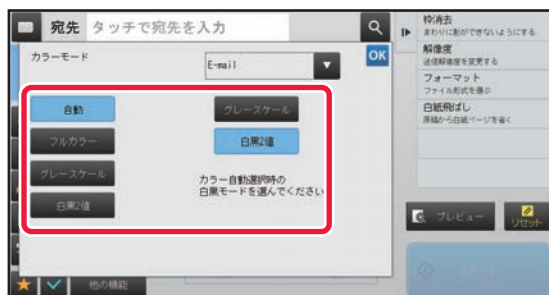 宛先 タッチで宛先を入力
カラーモード
E-mail
OK
自動
フルカラー
グレースケール
白黒2値
グレースケール
白黒2値
カラー自動選択時の
白黒モードを選んでください
他の機能
枠消去
まわりに影ができないようにする
解像度
送信解像度を変更する
フォーマット
ファイル形式を選ぶ
白紙飛ばし
原稿から白紙ページを省く
プレビュー
リセット
スタート